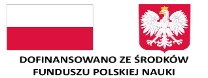 DOFINANSOWANO ZE ŚRODKÓW
FUNDUSZU POLSKIEJ NAUKI